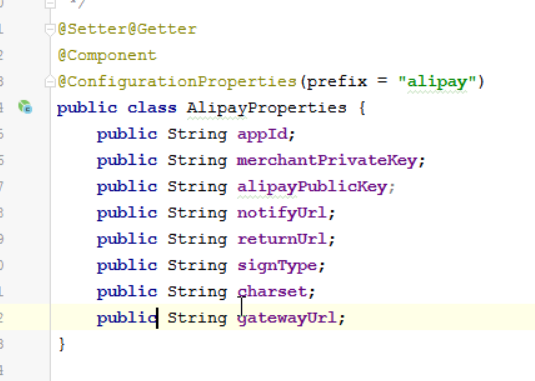 */
@Setter@Getter
@Component
@ConfigurationProperties(prefix = "alipay")
public class AlipayProperties {
public String appId;
public String merchantPrivateKey;
public String alipayPublicKey;
public String notifyUrl;
public String returnUrl;
public String signType;
public String charset;
public String gatewayUrl;
}